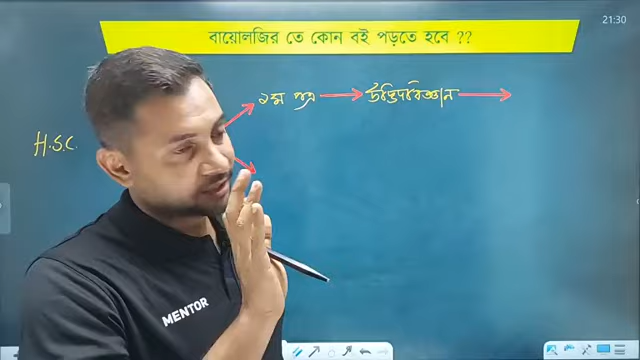 21:30
বায়োলজির তে কোন বই পড়তে হবে ??
১ম পত্র → উদ্ভিদবিজ্ঞান →
H.S.C.
MENTOR